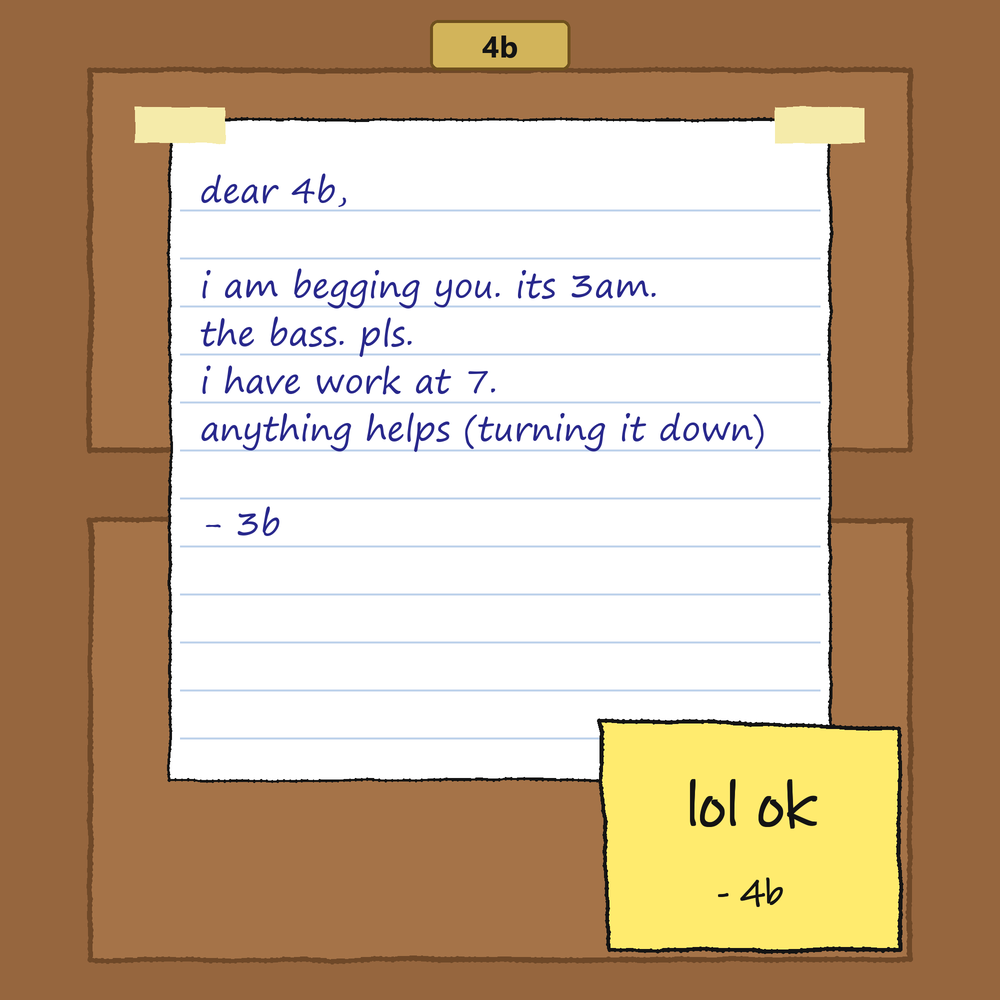 4b
dear 4b,
i am begging you. its 3am.
the bass. pls.
i have work at 7.
anything helps (turning it down)
- 3b
lol ok
- 4b